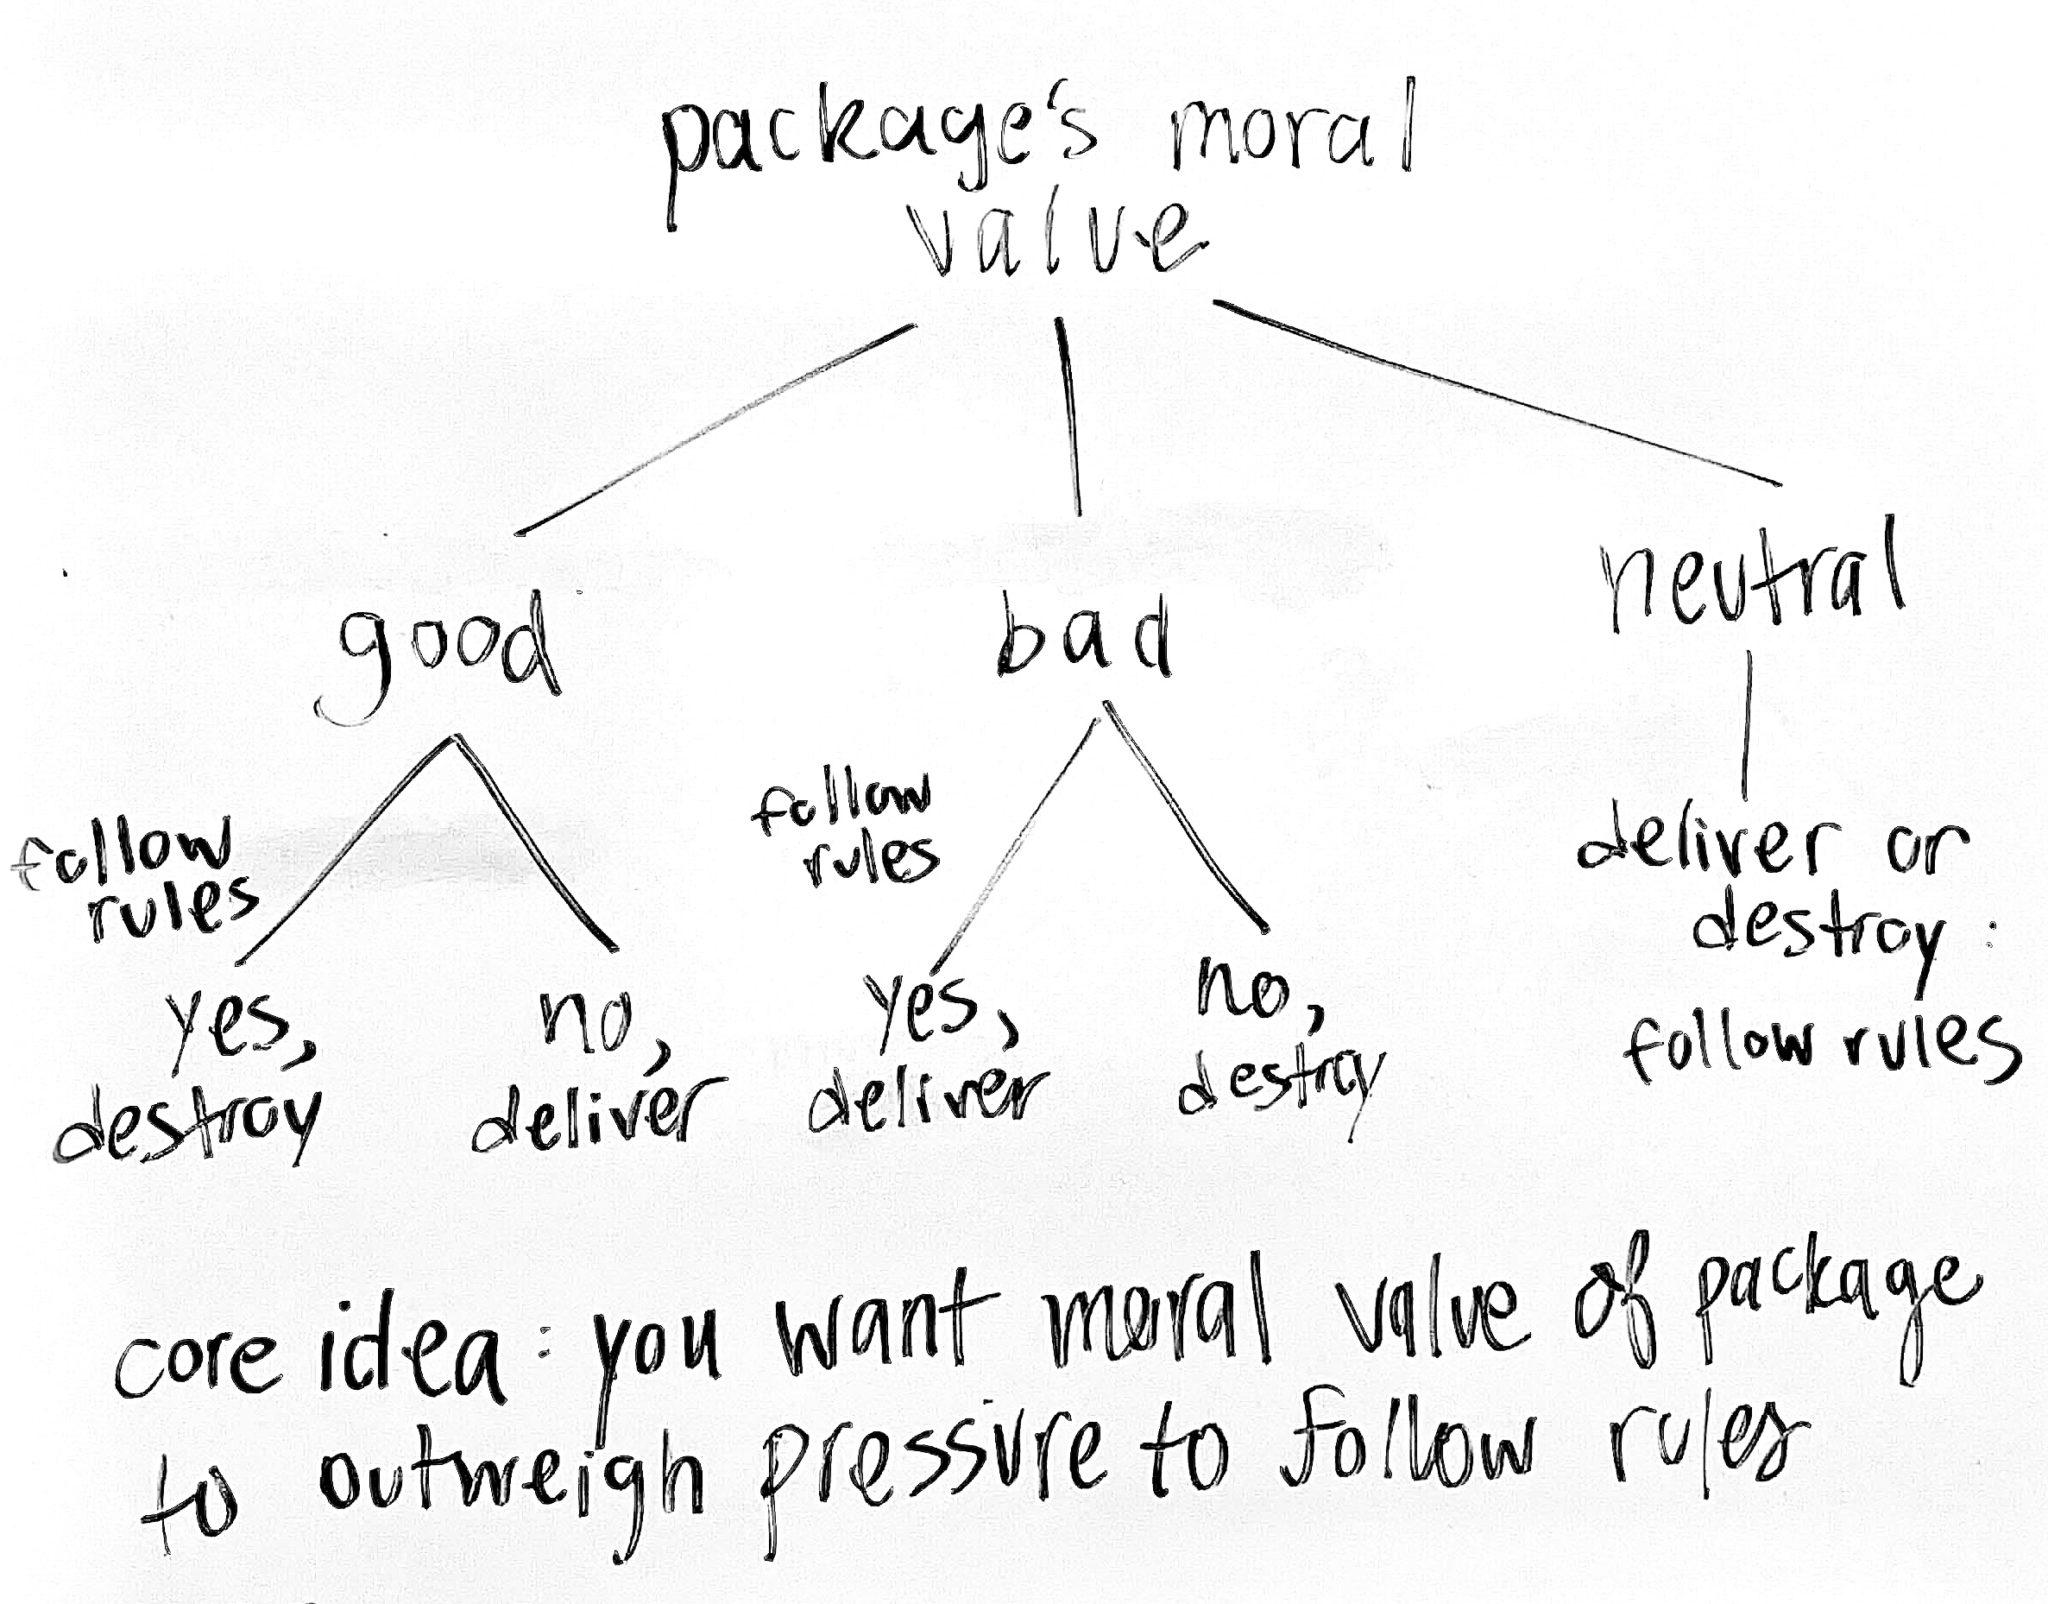 package's moral
value
good
bad
neutral
follow
rules
yes,
destroy
no,
deliver
follow
rules
yes,
deliver
no,
destroy
deliver or
destroy:
follow rules
core idea: you want moral value of package
to outweigh pressure to follow rules